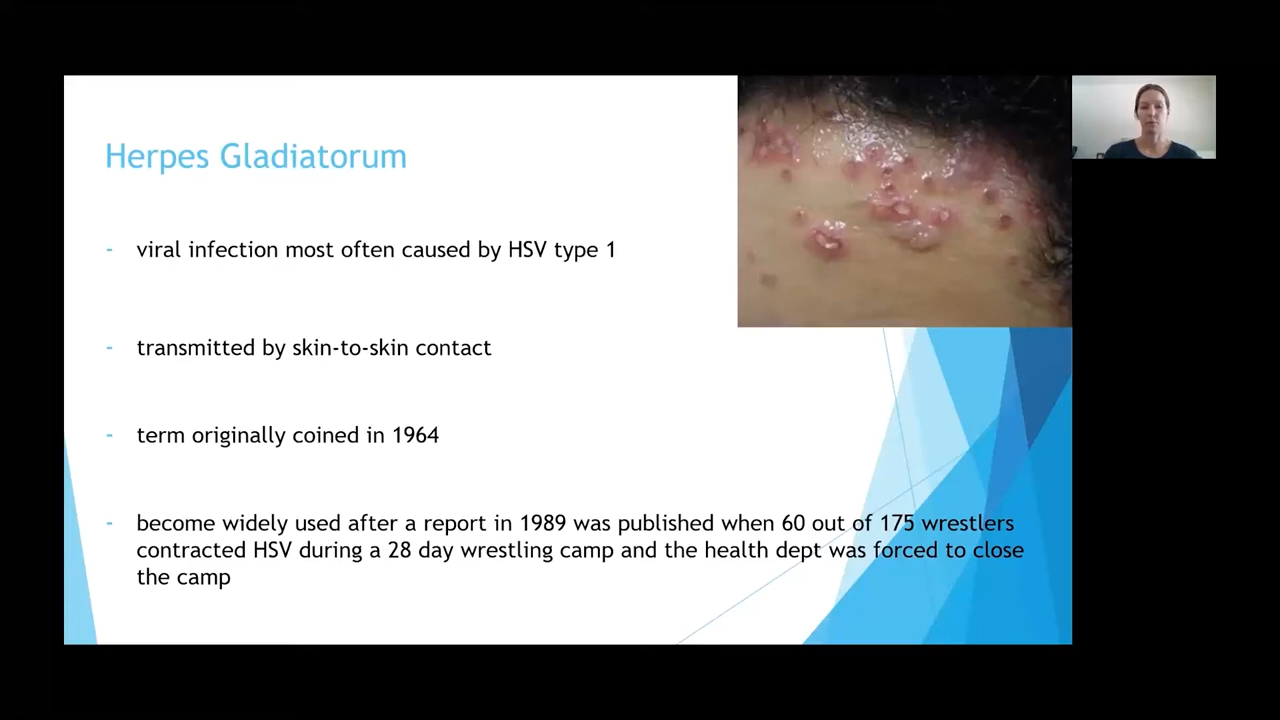 Herpes Gladiatorum
- viral infection most often caused by HSV type 1
- transmitted by skin-to-skin contact
- term originally coined in 1964
- become widely used after a report in 1989 was published when 60 out of 175 wrestlers
contracted HSV during a 28 day wrestling camp and the health dept was forced to close
the camp